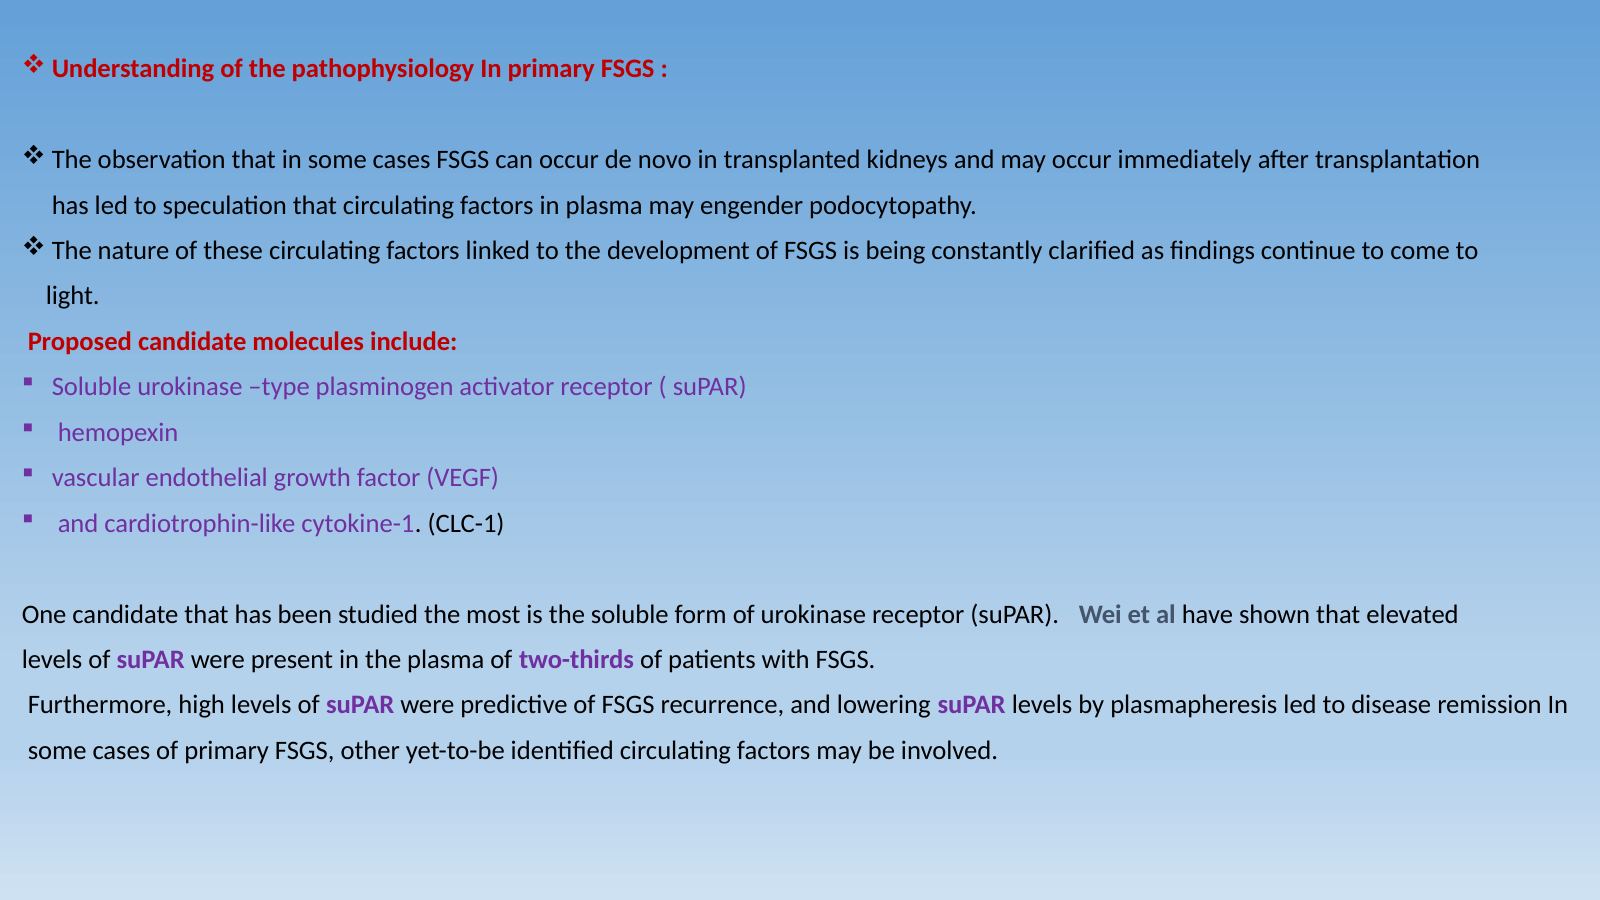 ❖ Understanding of the pathophysiology In primary FSGS :
❖ The observation that in some cases FSGS can occur de novo in transplanted kidneys and may occur immediately after transplantation
has led to speculation that circulating factors in plasma may engender podocytopathy.
❖ The nature of these circulating factors linked to the development of FSGS is being constantly clarified as findings continue to come to
light.
Proposed candidate molecules include:
▪ Soluble urokinase –type plasminogen activator receptor ( suPAR)
▪ hemopexin
▪ vascular endothelial growth factor (VEGF)
▪ and cardiotrophin-like cytokine-1. (CLC-1)
One candidate that has been studied the most is the soluble form of urokinase receptor (suPAR). Wei et al have shown that elevated
levels of suPAR were present in the plasma of two-thirds of patients with FSGS.
Furthermore, high levels of suPAR were predictive of FSGS recurrence, and lowering suPAR levels by plasmapheresis led to disease remission In
some cases of primary FSGS, other yet-to-be identified circulating factors may be involved.